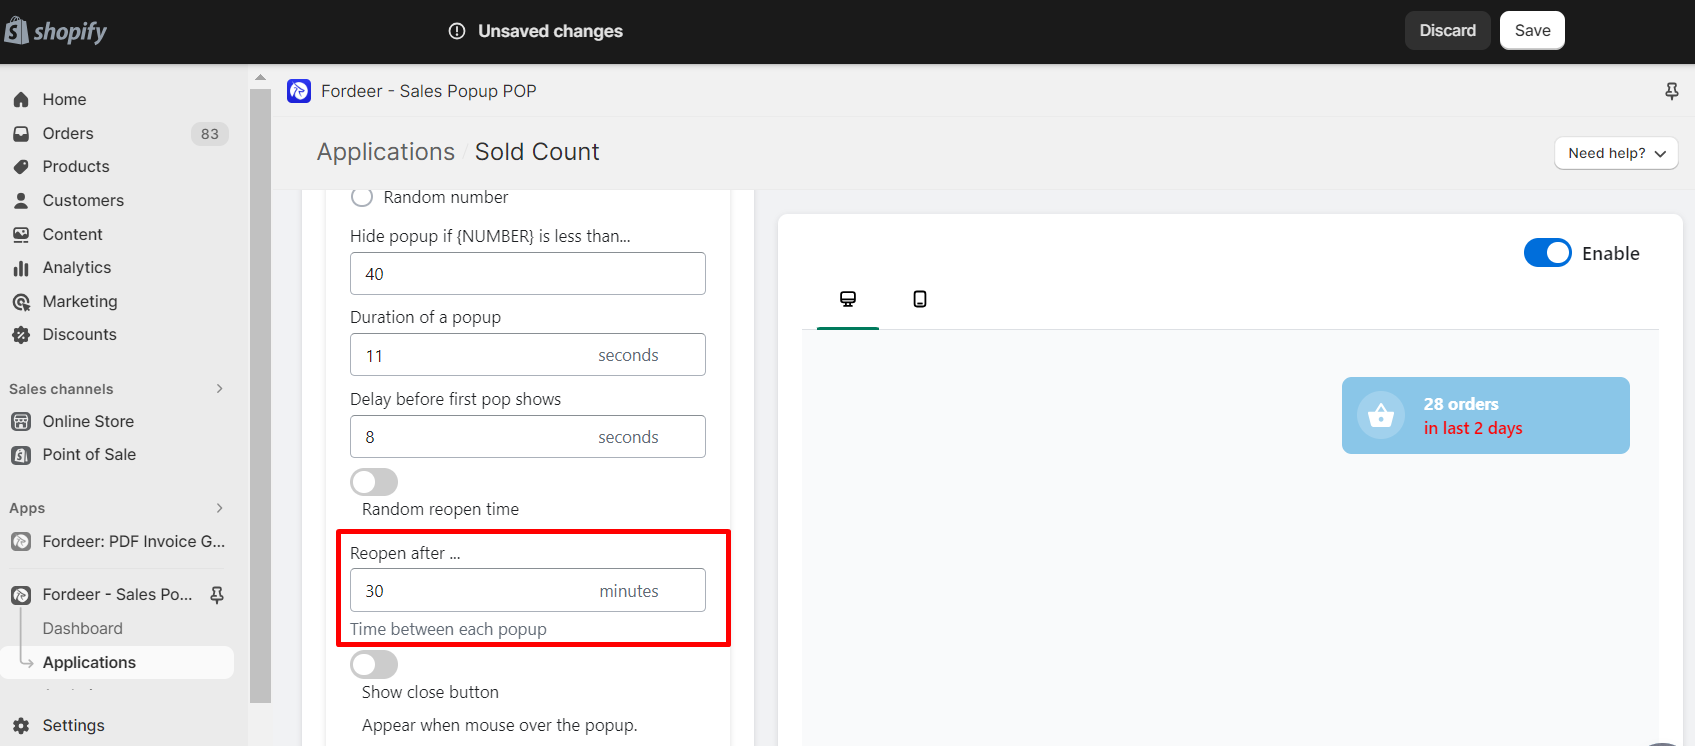 shopify
Unsaved changes
Discard
Save
Home
Orders
83
Products
Customers
Content
Analytics
Marketing
Discounts
Sales channels
Online Store
Point of Sale
Apps
Fordeer: PDF Invoice G...
Fordeer - Sales Po...
Dashboard
Applications
Settings
Fordeer - Sales Popup POP
Applications / Sold Count
Need help?
Random number
Hide popup if {NUMBER} is less than...
40
Duration of a popup
11 seconds
Delay before first pop shows
8 seconds
Random reopen time
Reopen after ...
30 minutes
Time between each popup
Show close button
Appear when mouse over the popup.
Enable
28 orders
in last 2 days